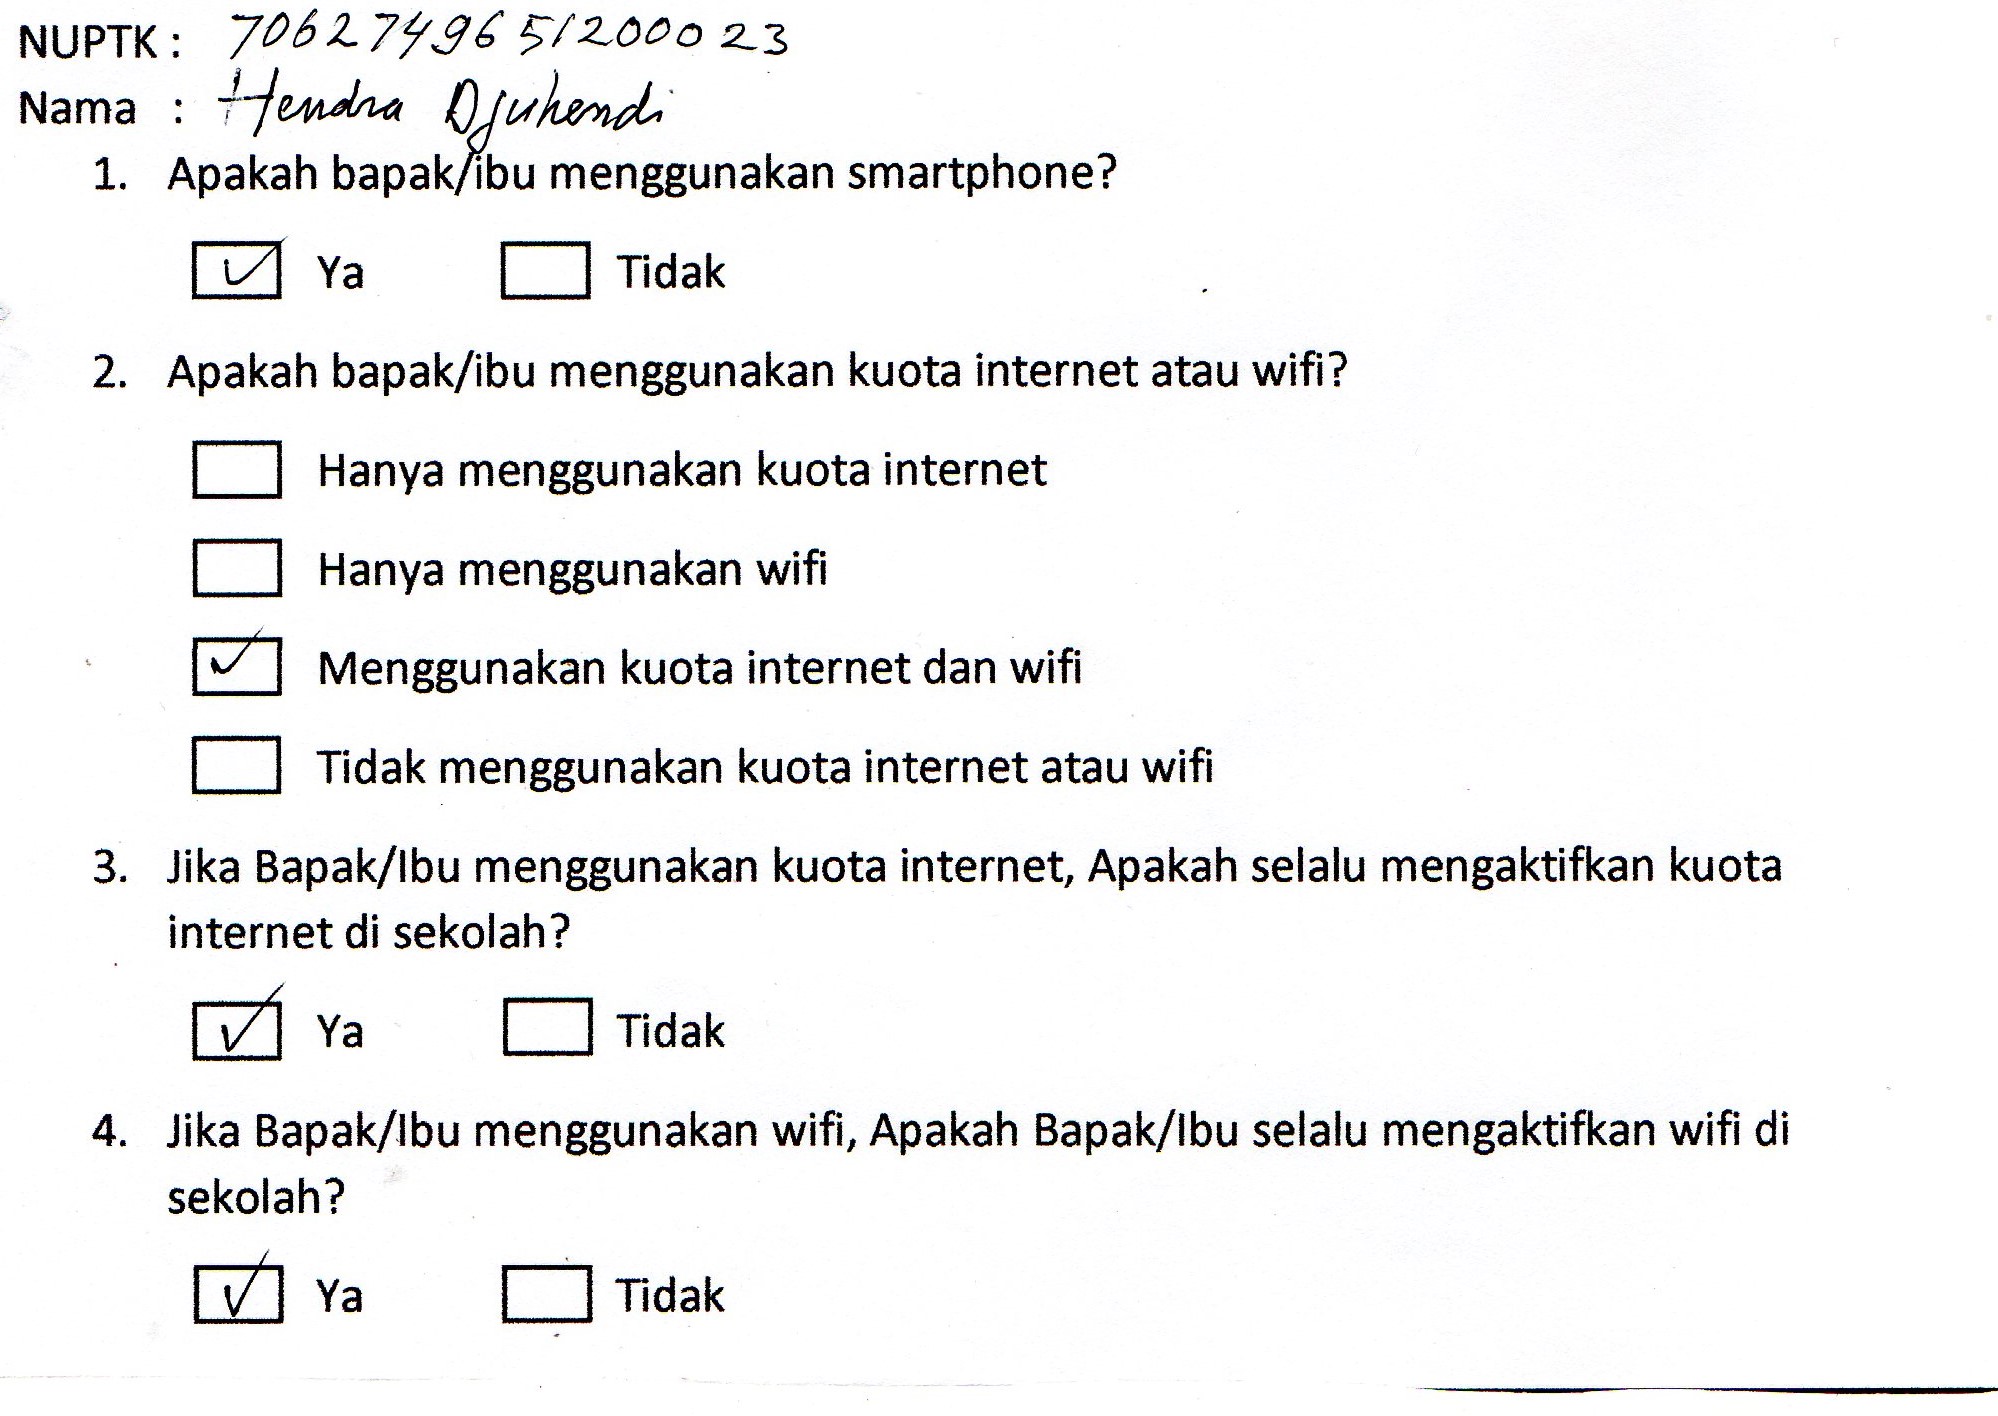 NUPTK : 7062749651200023
Nama : Hendra Djuhendi
1. Apakah bapak/ibu menggunakan smartphone?
✓ Ya Tidak
2. Apakah bapak/ibu menggunakan kuota internet atau wifi?
Hanya menggunakan kuota internet
Hanya menggunakan wifi
✓ Menggunakan kuota internet dan wifi
Tidak menggunakan kuota internet atau wifi
3. Jika Bapak/Ibu menggunakan kuota internet, Apakah selalu mengaktifkan kuota
internet di sekolah?
✓ Ya Tidak
4. Jika Bapak/Ibu menggunakan wifi, Apakah Bapak/Ibu selalu mengaktifkan wifi di
sekolah?
✓ Ya Tidak